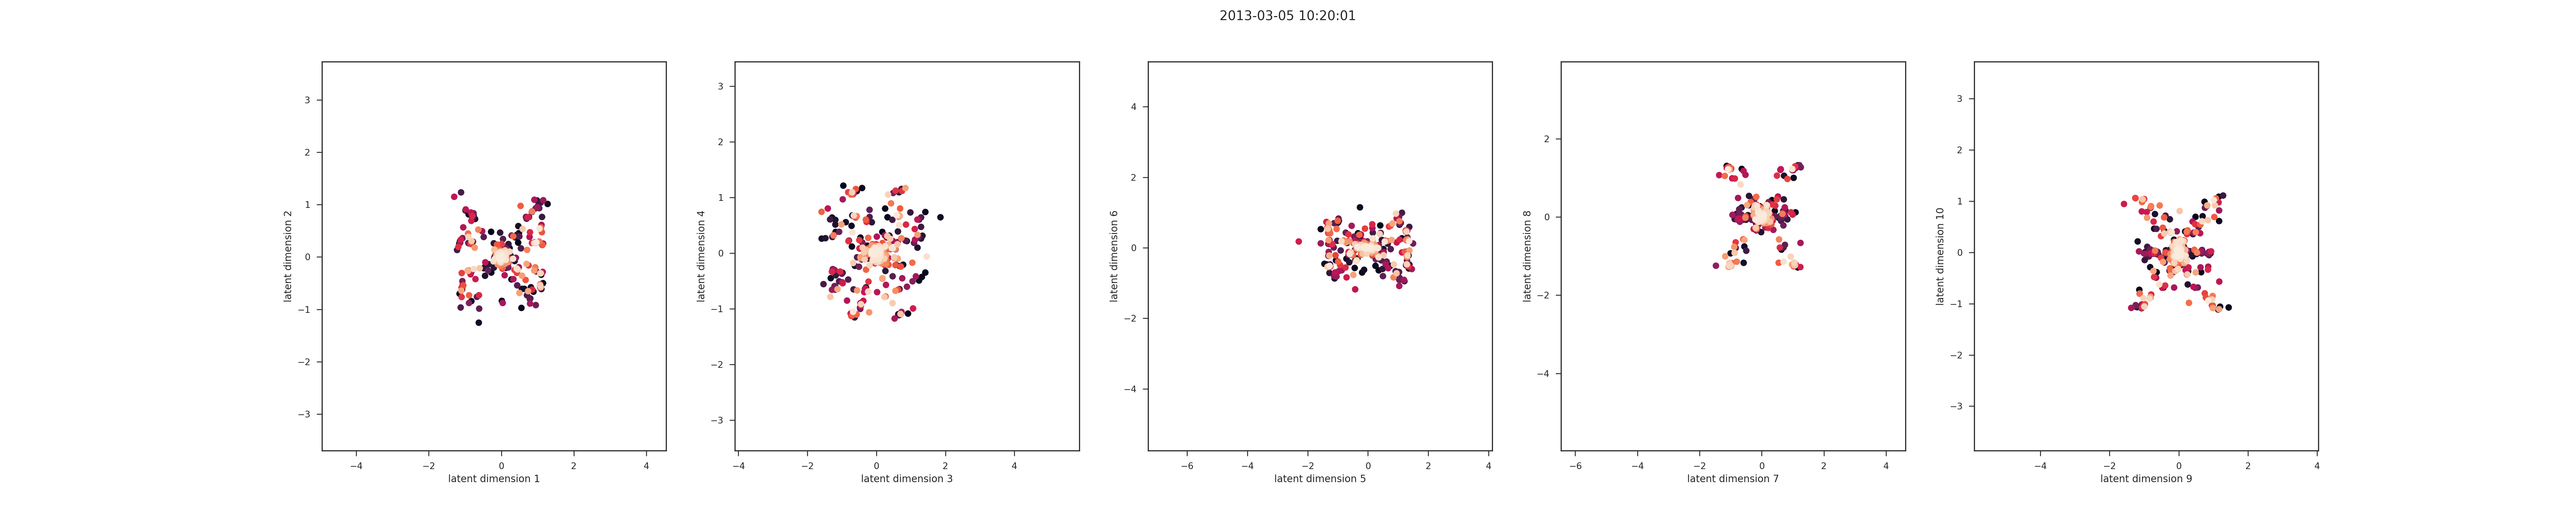 2013-03-05 10:20:01
latent dimension 2
3
2
1
0
−1
−2
−3
−4 −2 0 2 4
latent dimension 1
latent dimension 4
3
2
1
0
−1
−2
−3
−4 −2 0 2 4
latent dimension 3
latent dimension 6
4
2
0
−2
−4
−6 −4 −2 0 2 4
latent dimension 5
latent dimension 8
2
0
−2
−4
−6 −4 −2 0 2 4
latent dimension 7
latent dimension 10
3
2
1
0
−1
−2
−3
−4 −2 0 2 4
latent dimension 9